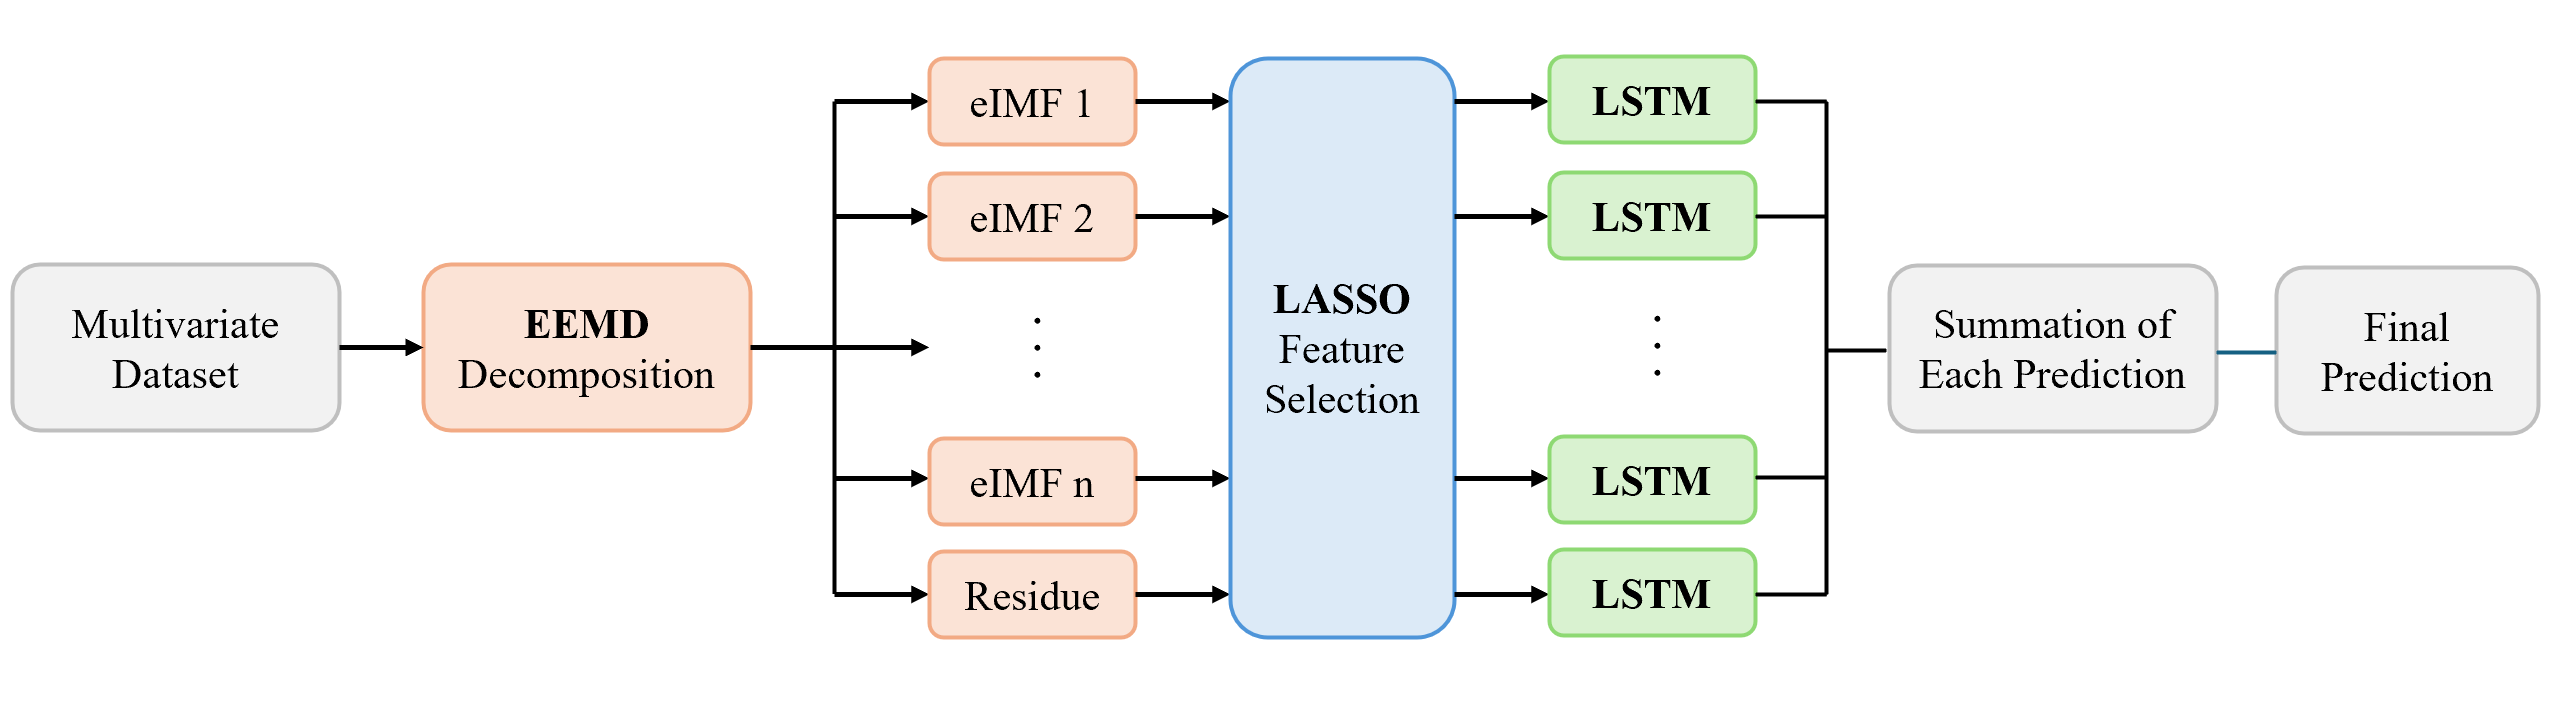 Multivariate
Dataset
EEMD
Decomposition
eIMF 1
eIMF 2
eIMF n
Residue
LASSO
Feature
Selection
LSTM
LSTM
LSTM
LSTM
Summation of
Each Prediction
Final
Prediction